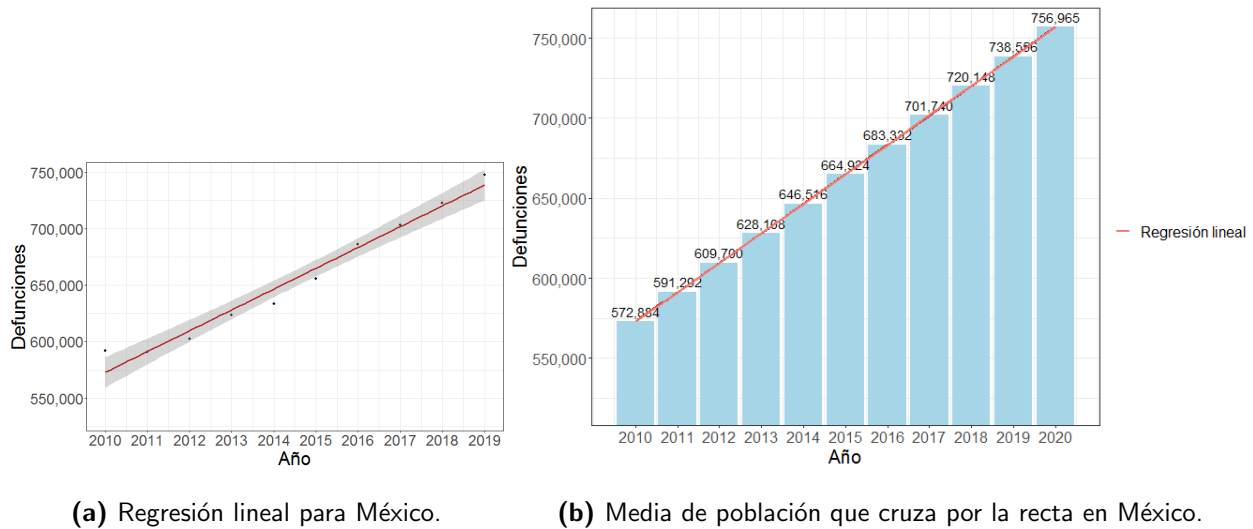 750,000
700,000
650,000
600,000
550,000
Defunciones
2010 2011 2012 2013 2014 2015 2016 2017 2018 2019
Año
(a) Regresión lineal para México.
750,000
700,000
650,000
600,000
550,000
Defunciones
572,884
591,292
609,700
628,108
646,516
664,924
683,332
701,740
720,148
738,556
756,965
2010 2011 2012 2013 2014 2015 2016 2017 2018 2019 2020
Año
Regresión lineal
(b) Media de población que cruza por la recta en México.